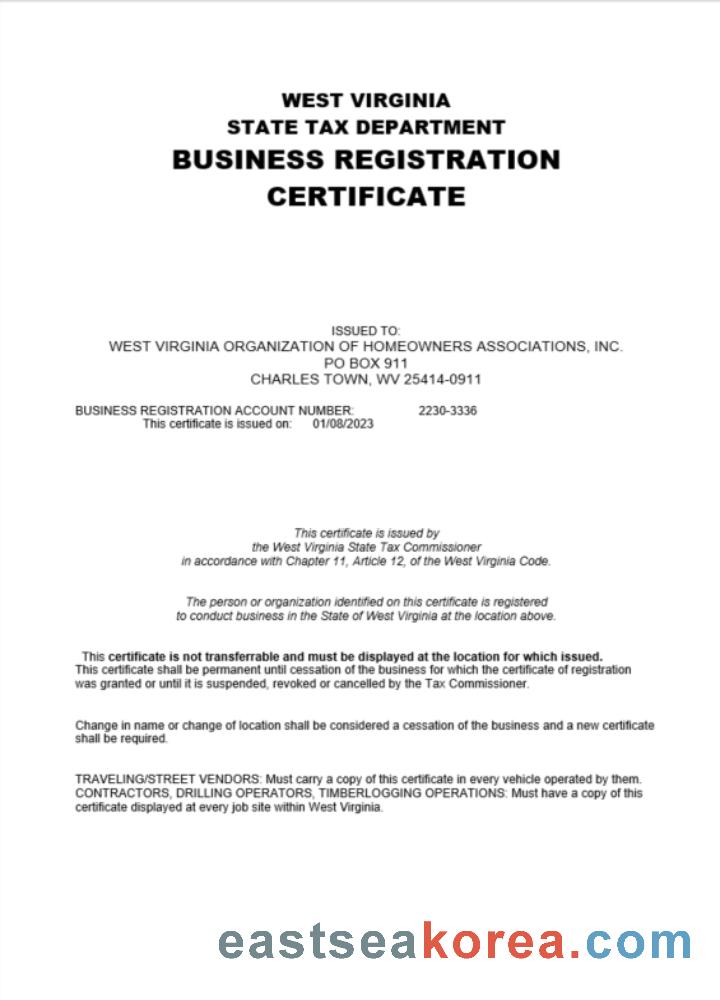 WEST VIRGINIA
STATE TAX DEPARTMENT
BUSINESS REGISTRATION
CERTIFICATE
ISSUED TO:
WEST VIRGINIA ORGANIZATION OF HOMEOWNERS ASSOCIATIONS, INC.
PO BOX 911
CHARLES TOWN, WV 25414-0911
BUSINESS REGISTRATION ACCOUNT NUMBER: 2230-3336
This certificate is issued on: 01/08/2023
This certificate is issued by
the West Virginia State Tax Commissioner
in accordance with Chapter 11, Article 12, of the West Virginia Code.
The person or organization identified on this certificate is registered
to conduct business in the State of West Virginia at the location above.
This certificate is not transferrable and must be displayed at the location for which issued.
This certificate shall be permanent until cessation of the business for which the certificate of registration
was granted or until it is suspended, revoked or cancelled by the Tax Commissioner.
Change in name or change of location shall be considered a cessation of the business and a new certificate
shall be required.
TRAVELING/STREET VENDORS: Must carry a copy of this certificate in every vehicle operated by them.
CONTRACTORS, DRILLING OPERATORS, TIMBER/LOGGING OPERATIONS: Must have a copy of this
certificate displayed at every job site within West Virginia.
eastseakorea.com